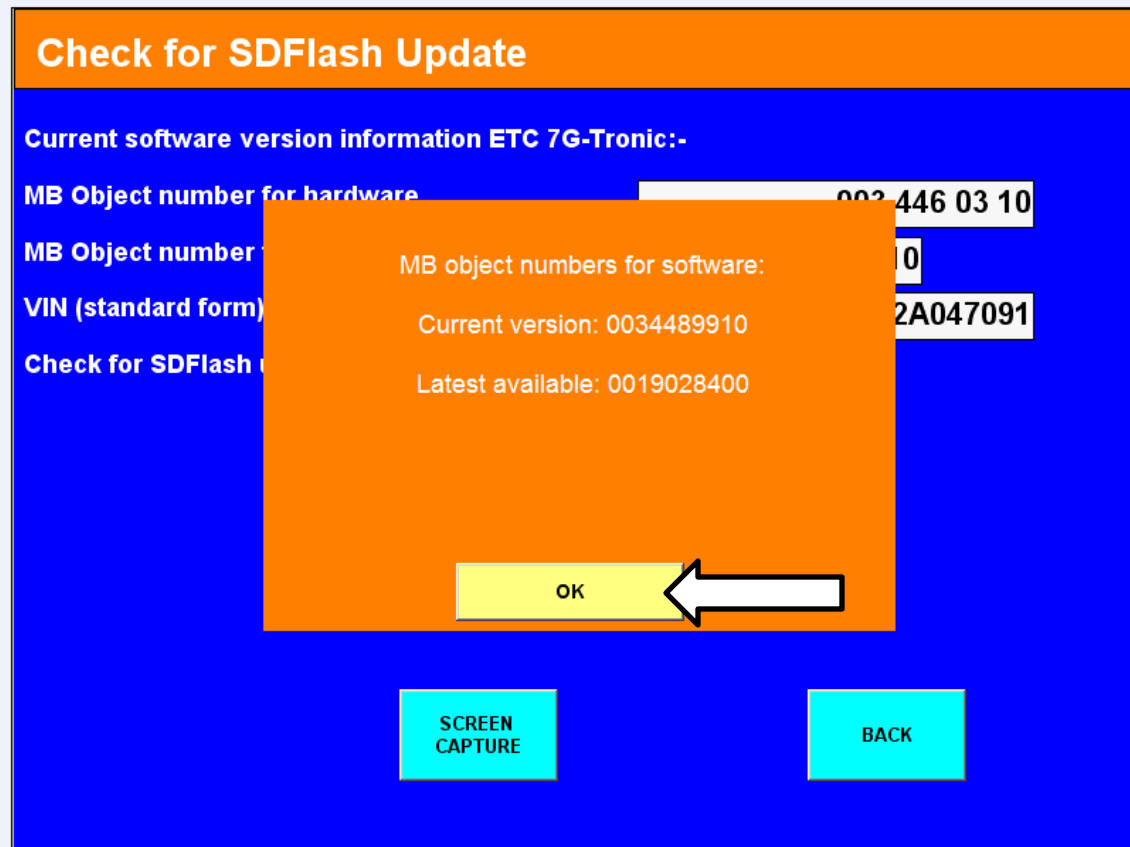 Check for SDFlash Update
Current software version information ETC 7G-Tronic:-
MB Object number for hardware
446 03 10
MB Object number
VIN (standard form)
2A047091
Check for SDFlash
MB object numbers for software:
Current version: 0034489910
Latest available: 0019028400
OK
SCREEN
CAPTURE
BACK